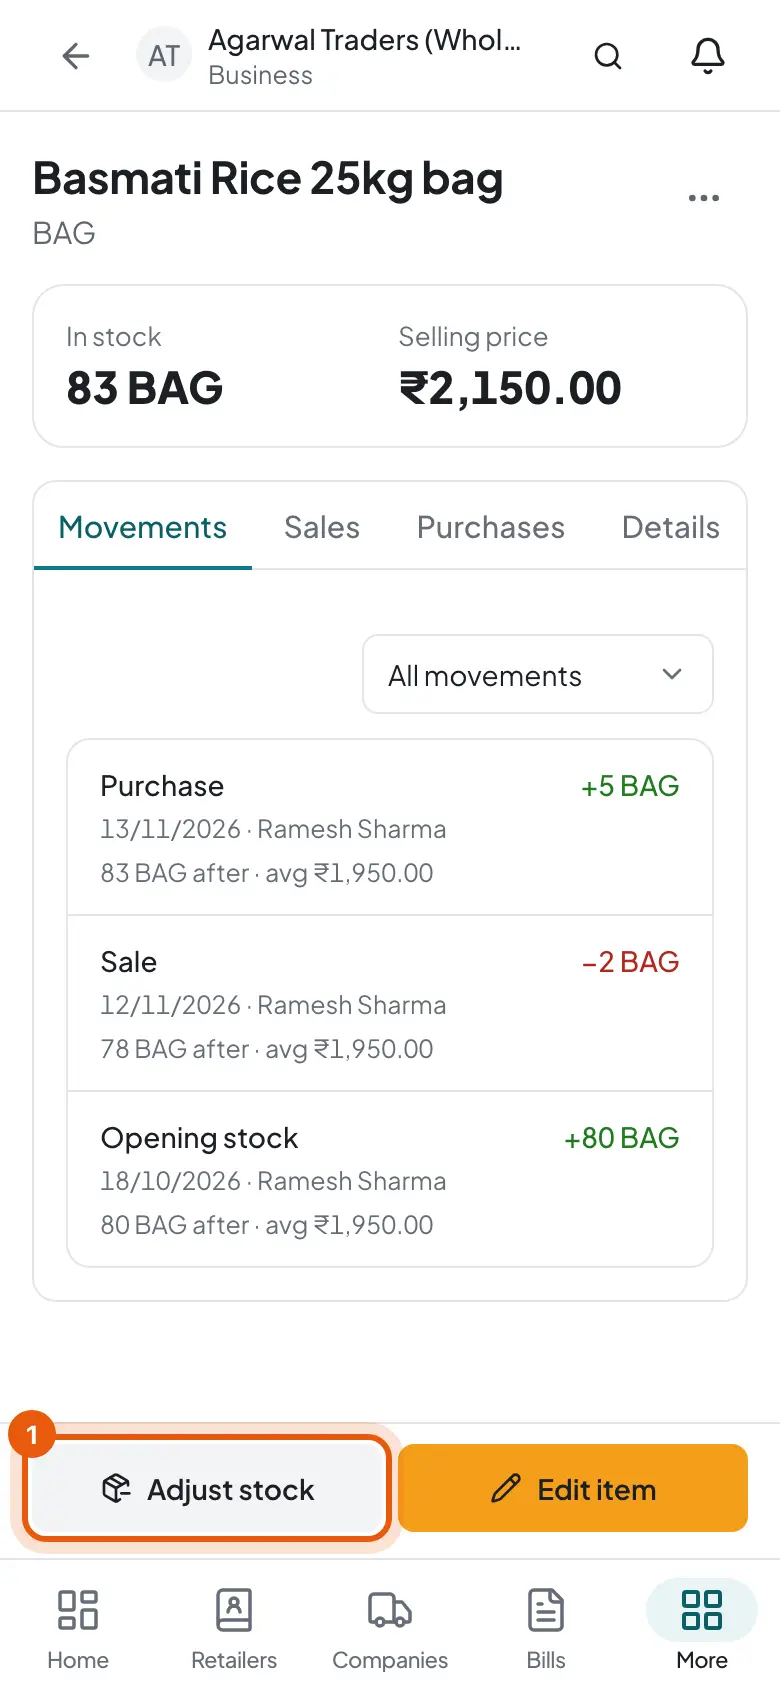 AT
Agarwal Traders (Whol...
Business
Basmati Rice 25kg bag
BAG
In stock
Selling price
83 BAG
₹2,150.00
Movements
Sales
Purchases
Details
All movements
Purchase
+5 BAG
13/11/2026 · Ramesh Sharma
83 BAG after · avg ₹1,950.00
Sale
−2 BAG
12/11/2026 · Ramesh Sharma
78 BAG after · avg ₹1,950.00
Opening stock
+80 BAG
18/10/2026 · Ramesh Sharma
80 BAG after · avg ₹1,950.00
1
Adjust stock
Edit item
Home
Retailers
Companies
Bills
More